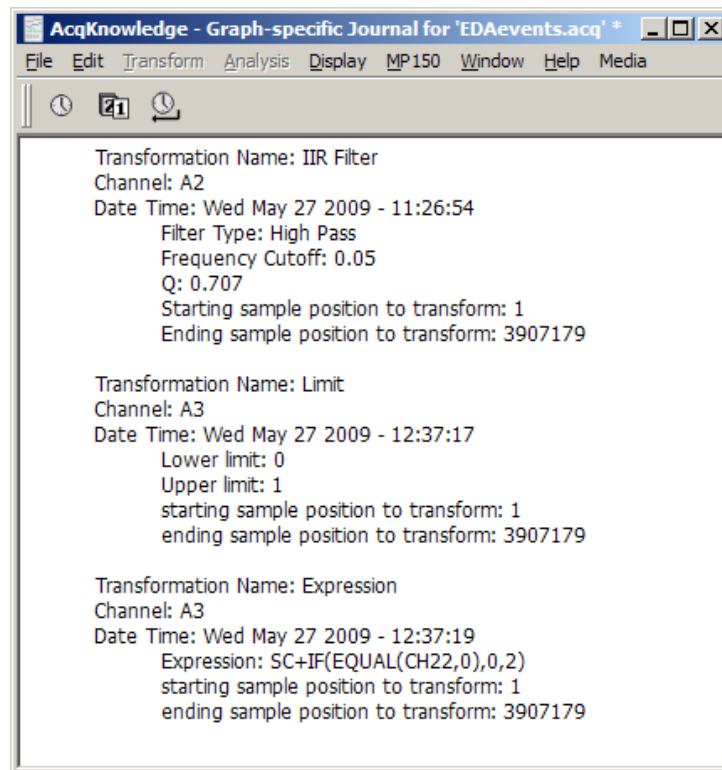 AcqKnowledge - Graph-specific Journal for 'EDAevents.acq' *
File Edit Transform Analysis Display MP150 Window Help Media
Transformation Name: IIR Filter
Channel: A2
Date Time: Wed May 27 2009 - 11:26:54
Filter Type: High Pass
Frequency Cutoff: 0.05
Q: 0.707
Starting sample position to transform: 1
Ending sample position to transform: 3907179
Transformation Name: Limit
Channel: A3
Date Time: Wed May 27 2009 - 12:37:17
Lower limit: 0
Upper limit: 1
starting sample position to transform: 1
ending sample position to transform: 3907179
Transformation Name: Expression
Channel: A3
Date Time: Wed May 27 2009 - 12:37:19
Expression: SC+IF(EQUAL(CH22,0),0,2)
starting sample position to transform: 1
ending sample position to transform: 3907179